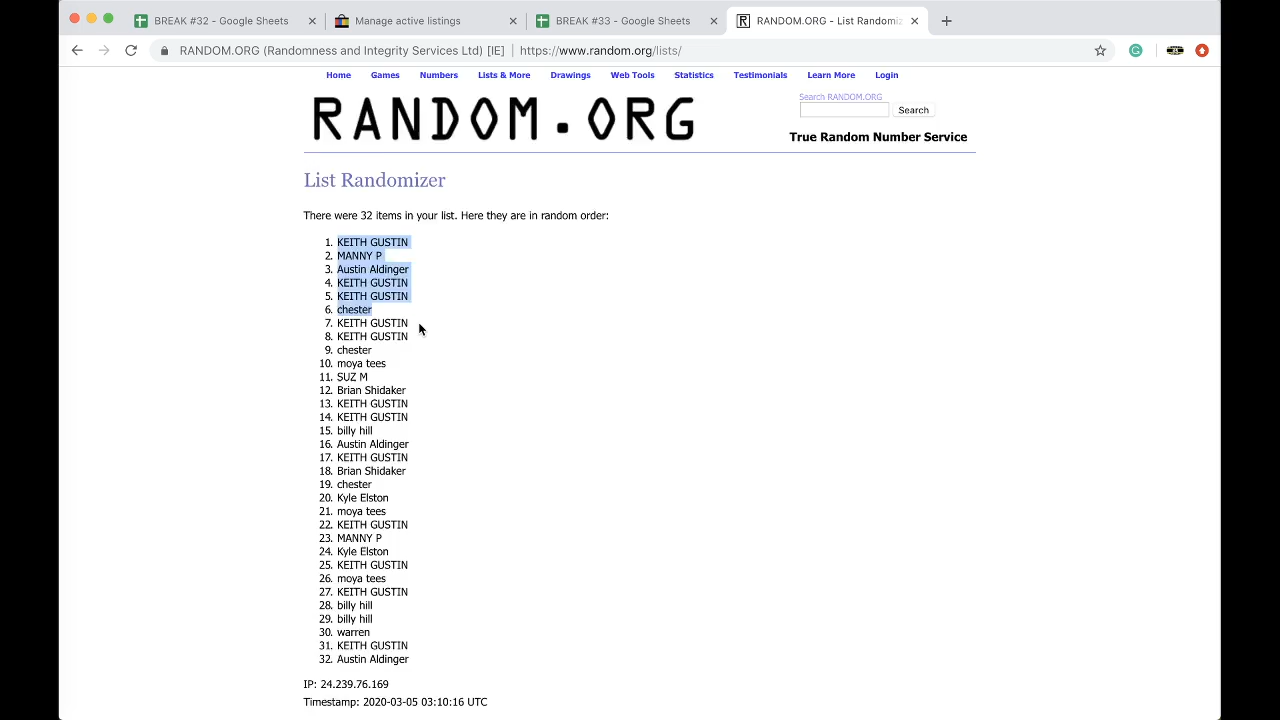 BREAK #32 - Google Sheets
Manage active listings
BREAK #33 - Google Sheets
RANDOM.ORG - List Randomiz
RANDOM.ORG (Randomness and Integrity Services Ltd) [IE] | https://www.random.org/lists/
Home Games Numbers Lists & More Drawings Web Tools Statistics Testimonials Learn More Login
RANDOM.ORG
Search RANDOM.ORG
Search
True Random Number Service
List Randomizer
There were 32 items in your list. Here they are in random order:
1. KEITH GUSTIN
2. MANNY P
3. Austin Aldinger
4. KEITH GUSTIN
5. KEITH GUSTIN
6. chester
7. KEITH GUSTIN
8. KEITH GUSTIN
9. chester
10. moya tees
11. SUZ M
12. Brian Shidaker
13. KEITH GUSTIN
14. KEITH GUSTIN
15. billy hill
16. Austin Aldinger
17. KEITH GUSTIN
18. Brian Shidaker
19. chester
20. Kyle Elston
21. moya tees
22. KEITH GUSTIN
23. MANNY P
24. Kyle Elston
25. KEITH GUSTIN
26. moya tees
27. KEITH GUSTIN
28. billy hill
29. billy hill
30. warren
31. KEITH GUSTIN
32. Austin Aldinger
IP: 24.239.76.169
Timestamp: 2020-03-05 03:10:16 UTC